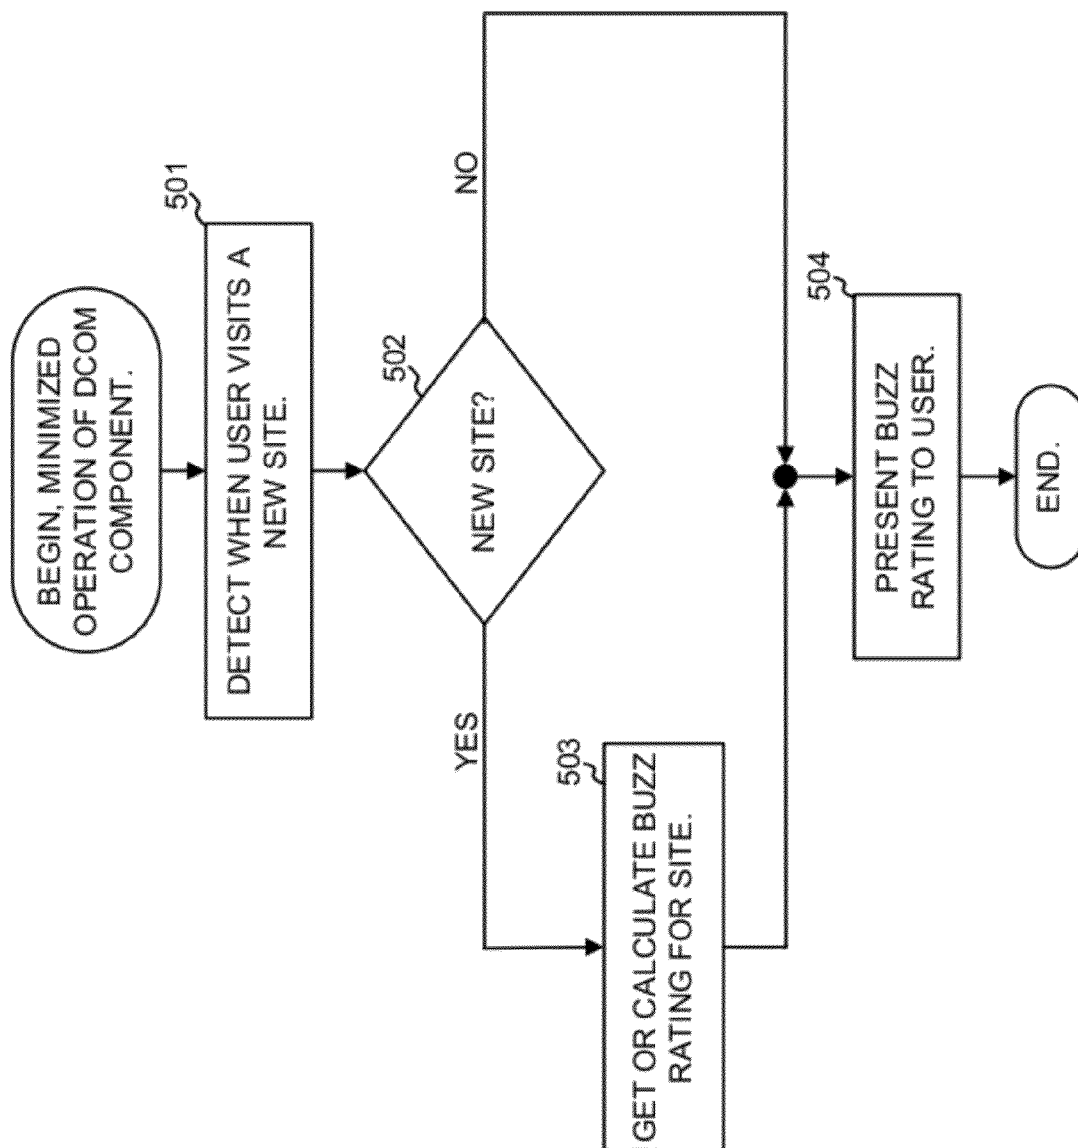 BEGIN, MINIMIZED
OPERATION OF DCOM
COMPONENT.
501
DETECT WHEN USER VISITS A
NEW SITE.
502
NEW SITE?
YES
NO
503
GET OR CALCULATE BUZZ
RATING FOR SITE.
504
PRESENT BUZZ
RATING TO USER.
END.